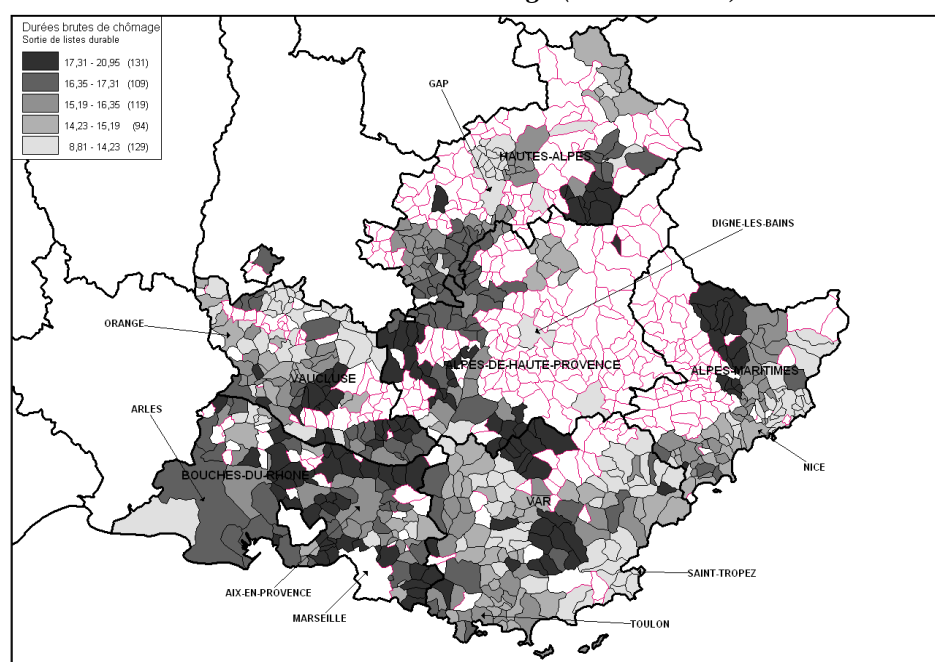 Durées brutes de chômage
Sortie de listes durable
17,31 - 20,95 (131)
16,35 - 17,31 (109)
15,19 - 16,35 (119)
14,23 - 15,19 (94)
8,81 - 14,23 (129)
GAP
HAUTES-ALPES
DIGNE-LES-BAINS
ORANGE
ALPES-DE-HAUTE-PROVENCE
ALPES-MARITIMES
VAUCLUSE
ARLES
NICE
BOUCHES-DU-RHONE
VAR
SAINT-TROPEZ
AIX-EN-PROVENCE
MARSEILLE
TOULON